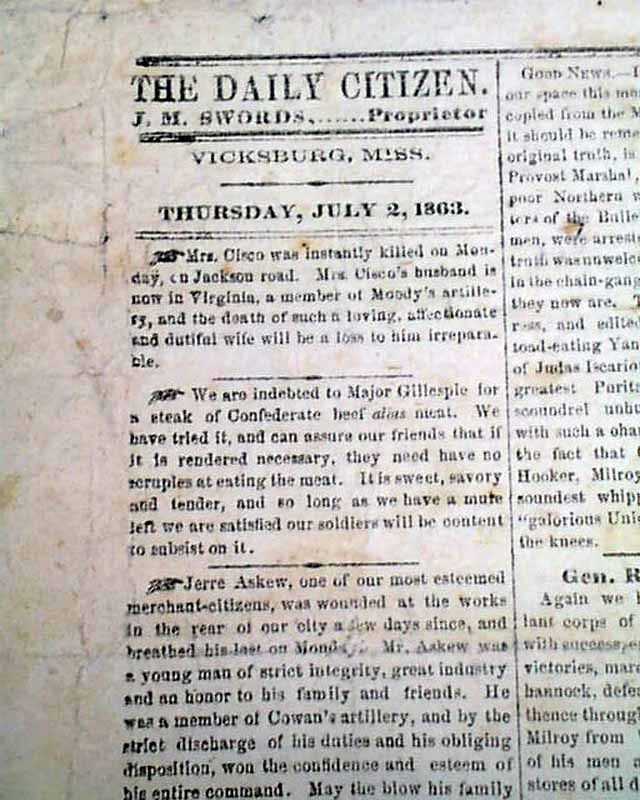 THE DAILY CITIZEN.
J. M. SWORDS,......Proprietor
VICKSBURG, MISS.
THURSDAY, JULY 2, 1863.
Mrs. Cisco was instantly killed on Mon-
day, on Jackson road. Mrs. Cisco's husband is
now in Virginia, a member of Moody's artille-
ry, and the death of such a loving, affectionate
and dutiful wife will be a loss to him irrepara-
ble.
We are indebted to Major Gillespie for
a steak of Confederate beef alias meat. We
have tried it, and can assure our friends that if
it is rendered necessary, they need have no
scruples at eating the meat. It is sweet, savory
and tender, and so long as we have a mule
left we are satisfied our soldiers will be content
to subsist on it.
Jerre Askew, one of our most esteemed
merchant-citizens, was wounded at the works
in the rear of our city a few days since, and
breathed his last on Monday. Mr. Askew was
a young man of strict integrity, great industry
and an honor to his family and friends. He
was a member of Cowan's artillery, and by the
strict discharge of his duties and his obliging
disposition, won the confidence and esteem of
his entire command. May the blow his family
GOOD NEWS.—
our space this
copied from the M
it should be
original truth, is
Provost Marshal,
poor Northern
tors of the
men, were
truth was
in the chain-gang
they now are.
and edited
toad-eating Yan
of Judas Iscario
greatest Purit
scoundrel unh
with such a cha
the fact that
Hooker, Milroy
soundest whipp
"galorious Unio
the knees.
Gen. R
Again we h
lant corps of
with success
victories, mar
hannock, defe
thence through
Milroy from
of his men a
stores of all d